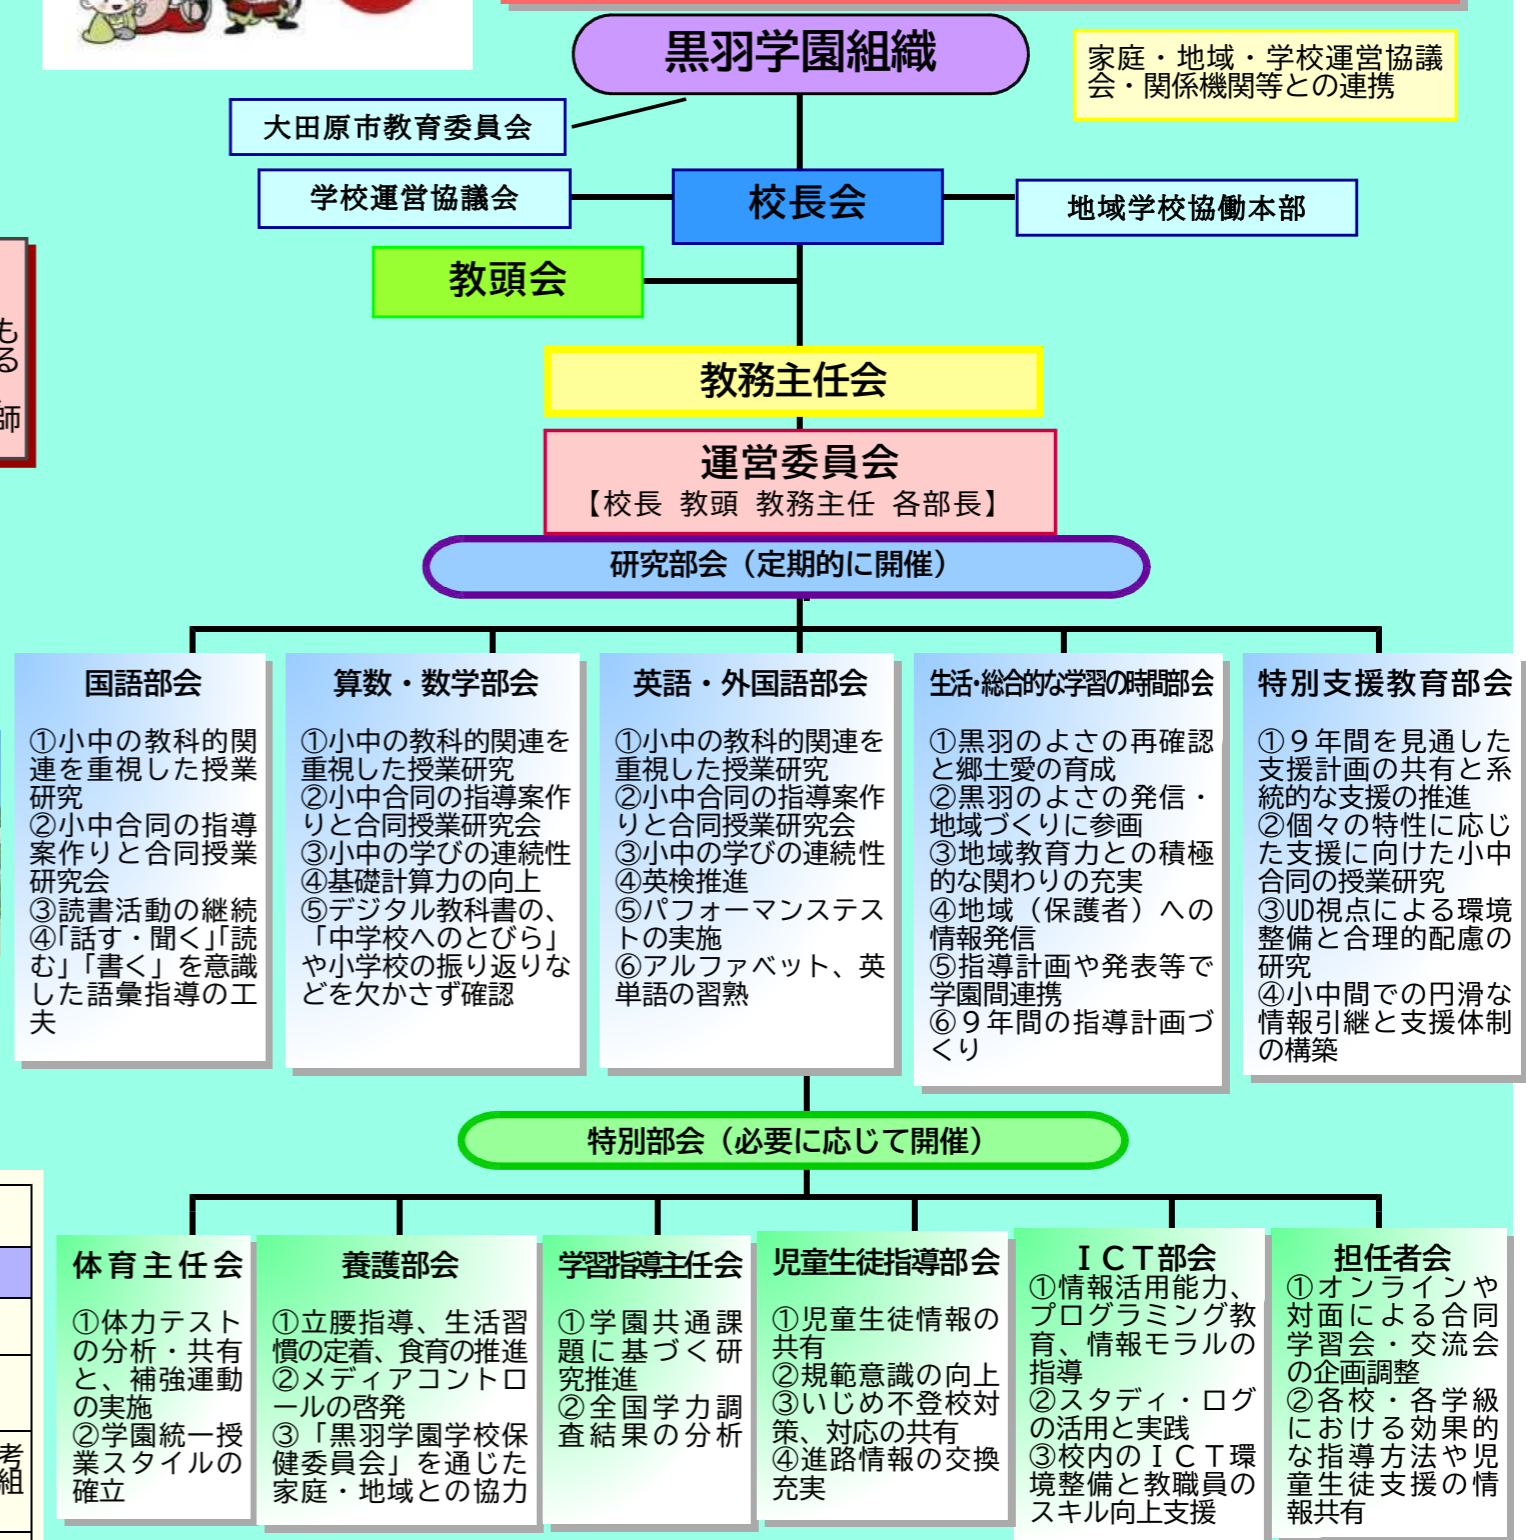 黒羽学園組織
家庭・地域・学校運営協議
会・関係機関等との連携
大田原市教育委員会
学校運営協議会
校長会
地域学校協働本部
教頭会
も
る
師
教務主任会
運営委員会
【校長 教頭 教務主任 各部長】
研究部会（定期的に開催）
国語部会
①小中の教科的関
連を重視した授業
研究
②小中合同の指導
案作りと合同授業
研究会
③読書活動の継続
④「話す・聞く」「読
む」「書く」を意識
した語彙指導の工
夫
算数・数学部会
①小中の教科的関連を
重視した授業研究
②小中合同の指導案作
りと合同授業研究会
③小中の学びの連続性
④基礎計算力の向上
⑤デジタル教科書の、
「中学校へのとびら」
や小学校の振り返りな
どを欠かさず確認
英語・外国語部会
①小中の教科的関連を
重視した授業研究
②小中合同の指導案作
りと合同授業研究会
③小中の学びの連続性
④英検推進
⑤パフォーマンステス
トの実施
⑥アルファベット、英
単語の習熟
生活・総合的な学習の時間部会
①黒羽のよさの再確認
と郷土愛の育成
②黒羽のよさの発信・
地域づくりに参画
③地域教育力との積極
的な関わりの充実
④地域（保護者）への
情報発信
⑤指導計画や発表等で
学園間連携
⑥９年間の指導計画づ
くり
特別支援教育部会
①９年間を見通した
支援計画の共有と系
統的な支援の推進
②個々の特性に応じ
た支援に向けた小中
合同の授業研究
③UD視点による環境
整備と合理的配慮の
研究
④小中間での円滑な
情報引継と支援体制
の構築
特別部会（必要に応じて開催）
体育主任会
①体力テスト
の分析・共有
と、補強運動
の実施
②学園統一授
業スタイルの
確立
養護部会
①立腰指導、生活習
慣の定着、食育の推進
②メディアコントロ
ールの啓発
③「黒羽学園学校保
健委員会」を通じた
家庭・地域との協力
学習指導主任会
①学園共通課
題に基づく研
究推進
②全国学力調
査結果の分析
児童生徒指導部会
①児童生徒情報の
共有
②規範意識の向上
③いじめ不登校対
策、対応の共有
④進路情報の交換
充実
ＩＣＴ部会
①情報活用能力、
プログラミング教
育、情報モラルの
指導
②スタディ・ログ
の活用と実践
③校内のＩＣＴ環
境整備と教職員の
スキル向上支援
担任者会
①オンラインや
対面による合同
学習会・交流会
の企画調整
②各校・各学級
における効果的
な指導方法や児
童生徒支援の情
報共有
考
組